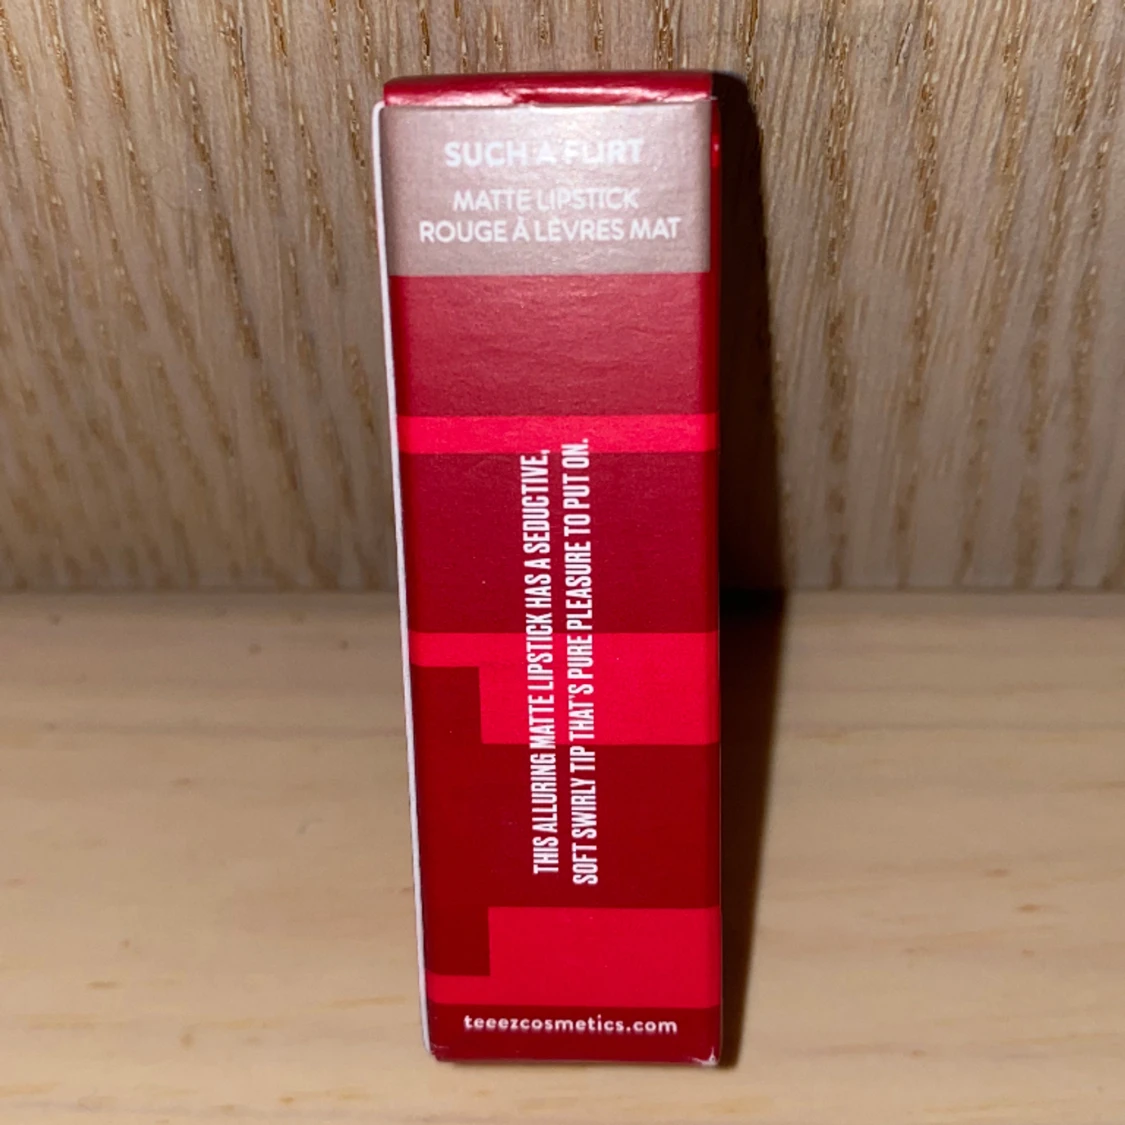 SUCH A FLIRT
MATTE LIPSTICK
ROUGE À LÈVRES MAT
THIS ALLURING MATTE LIPSTICK HAS A SEDUCTIVE,
SOFT SWIRLY TIP THAT'S PURE PLEASURE TO PUT ON.
teeezcosmetics.com